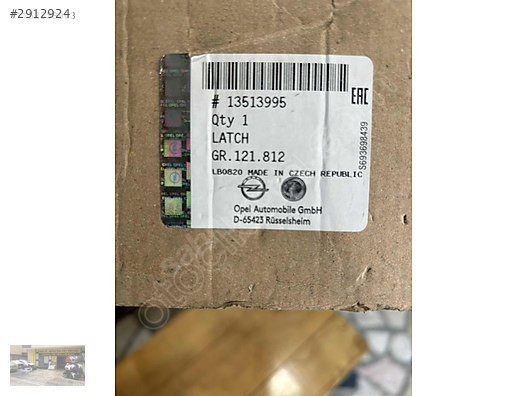 #29129243
# 13513995
Qty 1
LATCH
GR.121.812
LB0820 MADE IN CZECH REPUBLIC
Opel Automobile GmbH
D-65423 Rüsselsheim
EAC
S693698439